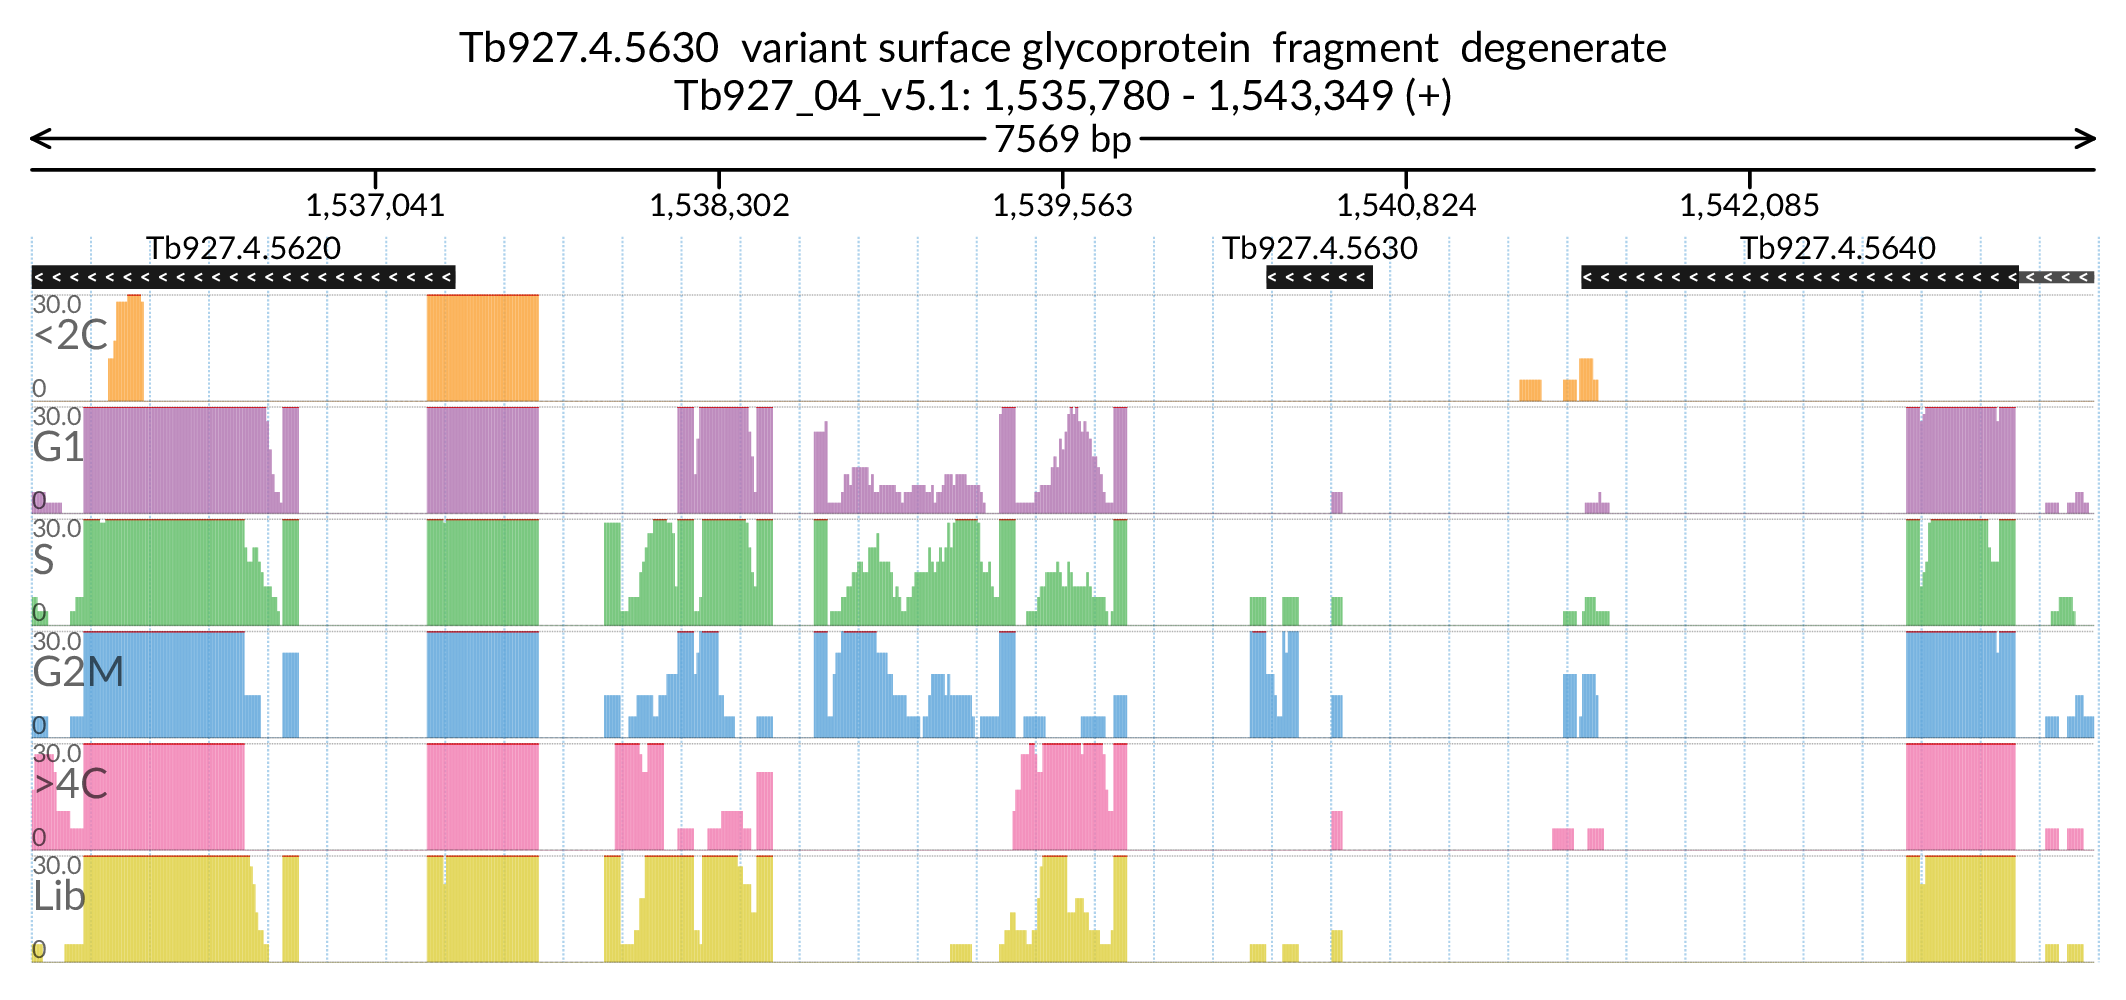 Tb927.4.5630 variant surface glycoprotein fragment degenerate
Tb927_04_v5.1: 1,535,780 - 1,543,349 (+)
7569 bp
1,537,041 1,538,302 1,539,563 1,540,824 1,542,085
Tb927.4.5620 Tb927.4.5630 Tb927.4.5640
30.0
<2C
0
30.0
G1
0
30.0
S
0
30.0
G2M
0
30.0
>4C
0
30.0
Lib
0